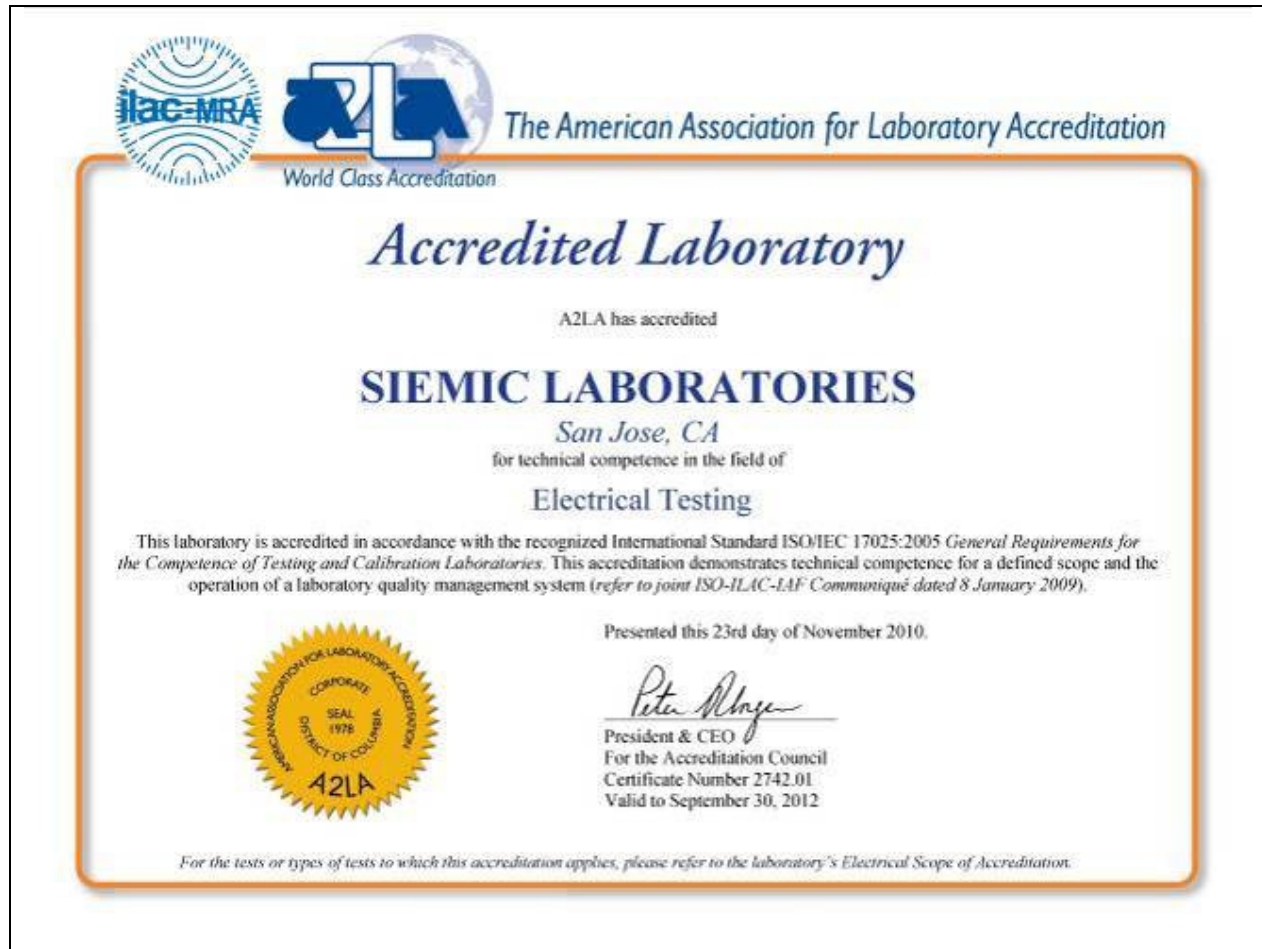 ilac-MRA
a2la
The American Association for Laboratory Accreditation
World Class Accreditation
Accredited Laboratory
A2LA has accredited
SIEMIC LABORATORIES
San Jose, CA
for technical competence in the field of
Electrical Testing
This laboratory is accredited in accordance with the recognized International Standard ISO/IEC 17025:2005 General Requirements for
the Competence of Testing and Calibration Laboratories. This accreditation demonstrates technical competence for a defined scope and the
operation of a laboratory quality management system (refer to joint ISO-ILAC-IAF Communiqué dated 8 January 2009).
Presented this 23rd day of November 2010.
AMERICAN ASSOCIATION FOR LABORATORY ACCREDITATION
CORPORATE
SEAL
1978
DISTRICT OF COLUMBIA
A2LA
President & CEO
For the Accreditation Council
Certificate Number 2742.01
Valid to September 30, 2012
For the tests or types of tests to which this accreditation applies, please refer to the laboratory's Electrical Scope of Accreditation.